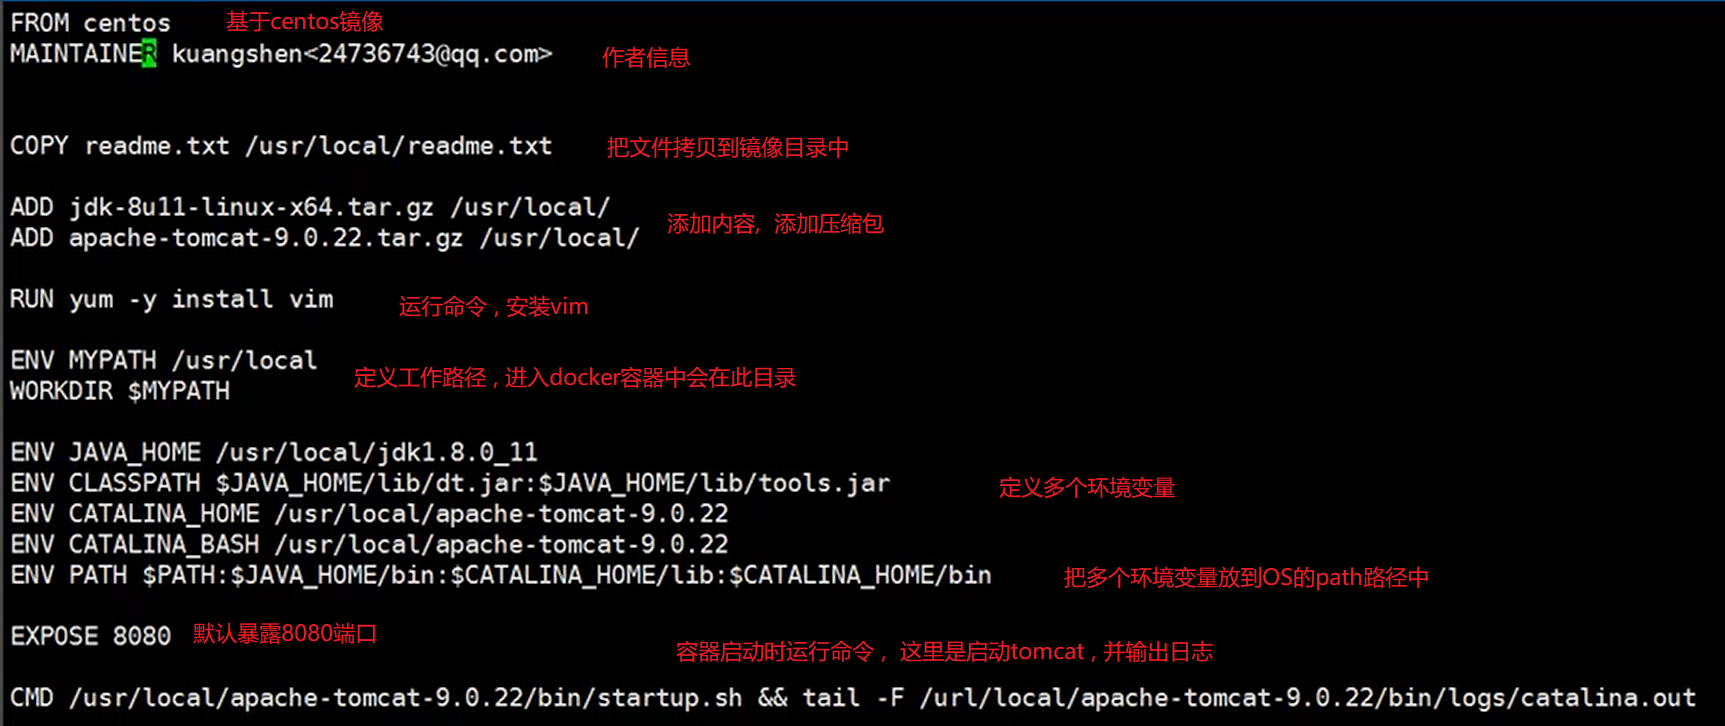 FROM centos 基于centos镜像
MAINTAINER kuangshen<24736743@qq.com> 作者信息
COPY readme.txt /usr/local/readme.txt 把文件拷贝到镜像目录中
ADD jdk-8u11-linux-x64.tar.gz /usr/local/
添加内容，添加压缩包
ADD apache-tomcat-9.0.22.tar.gz /usr/local/
RUN yum -y install vim 运行命令，安装vim
ENV MYPATH /usr/local
定义工作路径，进入docker容器中会在此目录
WORKDIR $MYPATH
ENV JAVA_HOME /usr/local/jdk1.8.0_11
ENV CLASSPATH $JAVA_HOME/lib/dt.jar:$JAVA_HOME/lib/tools.jar 定义多个环境变量
ENV CATALINA_HOME /usr/local/apache-tomcat-9.0.22
ENV CATALINA_BASH /usr/local/apache-tomcat-9.0.22
ENV PATH $PATH:$JAVA_HOME/bin:$CATALINA_HOME/lib:$CATALINA_HOME/bin 把多个环境变量放到OS的path路径中
EXPOSE 8080 默认暴露8080端口
容器启动时运行命令，这里是启动tomcat，并输出日志
CMD /usr/local/apache-tomcat-9.0.22/bin/startup.sh && tail -F /url/local/apache-tomcat-9.0.22/bin/logs/catalina.out